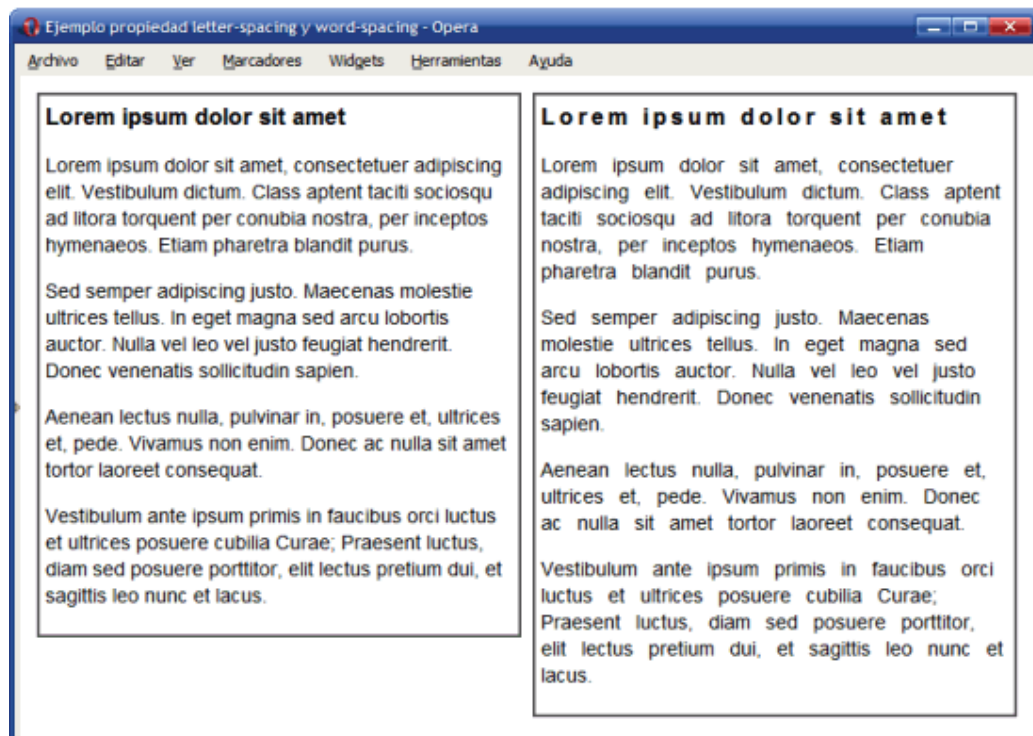 Ejemplo propiedad letter-spacing y word-spacing - Opera
Archivo Editar Ver Marcadores Widgets Herramientas Ayuda
Lorem ipsum dolor sit amet
Lorem ipsum dolor sit amet, consectetuer adipiscing
elit. Vestibulum dictum. Class aptent taciti sociosqu
ad litora torquent per conubia nostra, per inceptos
hymenaeos. Etiam pharetra blandit purus.
Sed semper adipiscing justo. Maecenas molestie
ultrices tellus. In eget magna sed arcu lobortis
auctor. Nulla vel leo vel justo feugiat hendrerit.
Donec venenatis sollicitudin sapien.
Aenean lectus nulla, pulvinar in, posuere et, ultrices
et, pede. Vivamus non enim. Donec ac nulla sit amet
tortor laoreet consequat.
Vestibulum ante ipsum primis in faucibus orci luctus
et ultrices posuere cubilia Curae; Praesent luctus,
diam sed posuere porttitor, elit lectus pretium dui, et
sagittis leo nunc et lacus.
Lorem ipsum dolor sit amet
Lorem ipsum dolor sit amet, consectetuer
adipiscing elit. Vestibulum dictum. Class aptent
taciti sociosqu ad litora torquent per conubia
nostra, per inceptos hymenaeos. Etiam
pharetra blandit purus.
Sed semper adipiscing justo. Maecenas
molestie ultrices tellus. In eget magna sed
arcu lobortis auctor. Nulla vel leo vel justo
feugiat hendrerit. Donec venenatis sollicitudin
sapien.
Aenean lectus nulla, pulvinar in, posuere et,
ultrices et, pede. Vivamus non enim. Donec
ac nulla sit amet tortor laoreet consequat.
Vestibulum ante ipsum primis in faucibus orci
luctus et ultrices posuere cubilia Curae;
Praesent luctus, diam sed posuere porttitor,
elit lectus pretium dui, et sagittis leo nunc et
lacus.